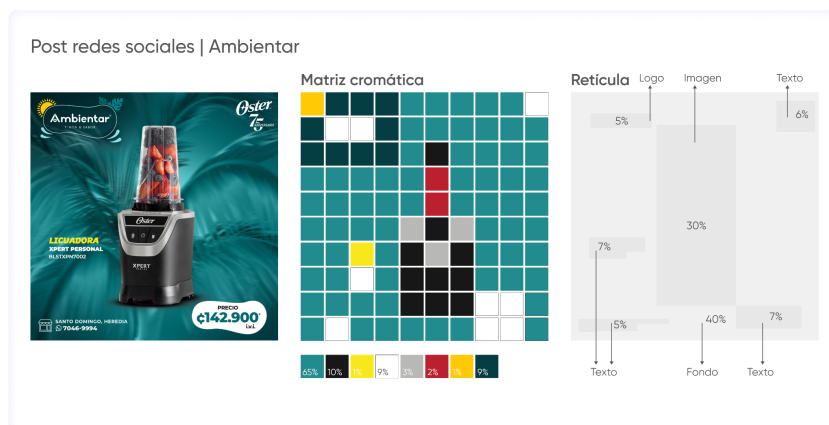 Post redes sociales | Ambientar
Matriz cromática
Retícula
Logo
Imagen
Texto
Ambientar
Oster
75
LICUADORA
XPERT PERSONAL
BLSTXPN7002
Oster
XPERT
PRECIO
₡142.900*
i.v.i.
SANTO DOMINGO, HEREDIA
7046-9994
65%
10%
1%
9%
3%
2%
1%
9%
5%
6%
30%
7%
5%
40%
7%
Texto
Fondo
Texto